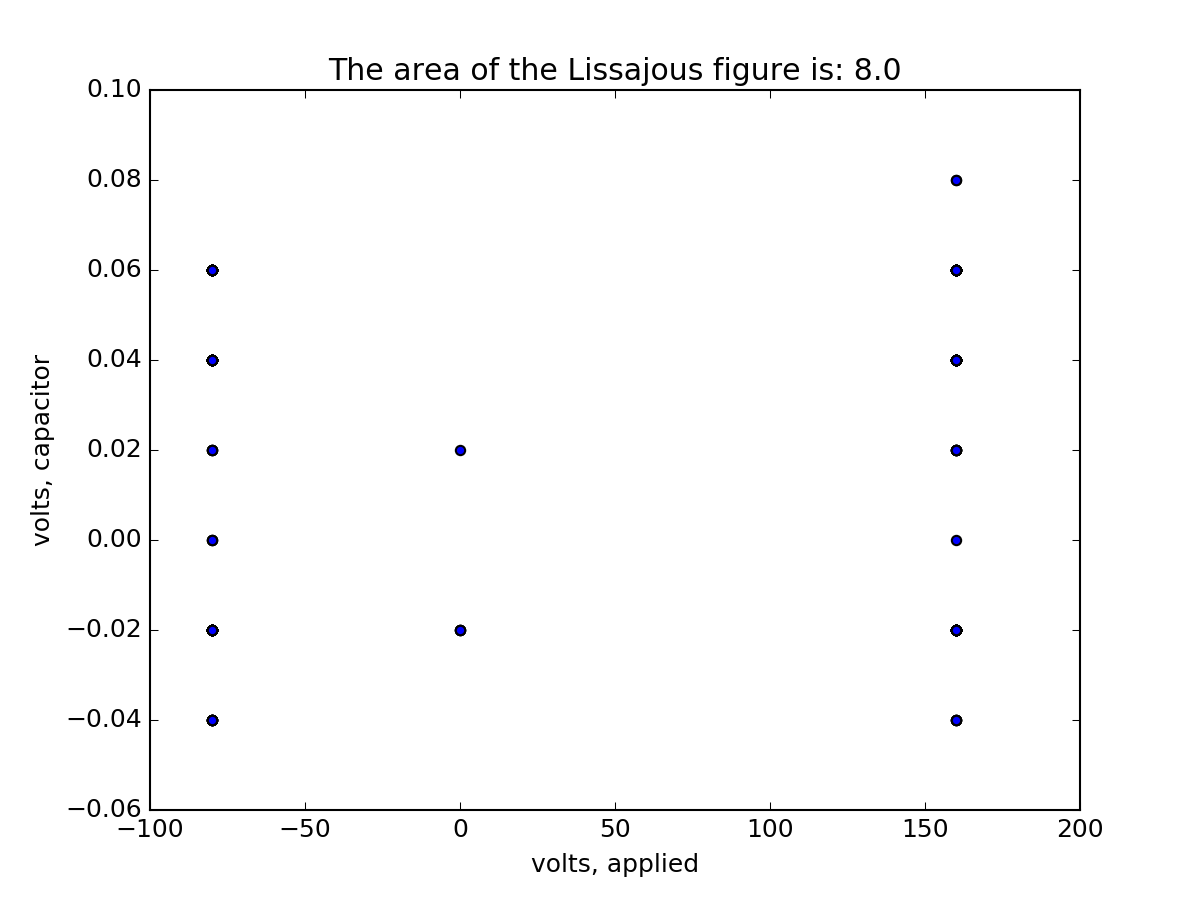 The area of the Lissajous figure is: 8.0
0.10
0.08
0.06
0.04
0.02
0.00
−0.02
−0.04
−0.06
volts, capacitor
−100 −50 0 50 100 150 200
volts, applied